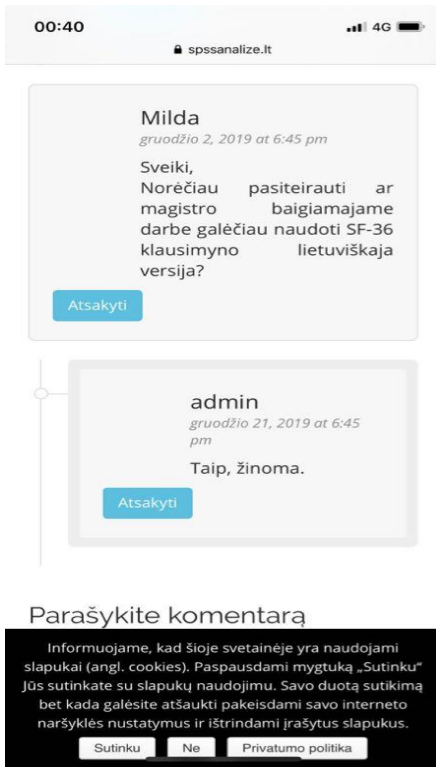 00:40
4G
spssanalize.lt
Milda
gruodžio 2, 2019 at 6:45 pm
Sveiki,
Norėčiau pasiteirauti ar
magistro baigiamajame
darbe galėčiau naudoti SF-36
klausimyno lietuviškaja
versija?
Atsakyti
admin
gruodžio 21, 2019 at 6:45
pm
Taip, žinoma.
Atsakyti
Parašykite komentarą
Informuojame, kad šioje svetainėje yra naudojami
slapukai (angl. cookies). Paspausdami mygtuką „Sutinku“
Jūs sutinkate su slapukų naudojimu. Savo duotą sutikimą
bet kada galėsite atšaukti pakeisdami savo interneto
naršyklės nustatymus ir ištrindami įrašytus slapukus.
Sutinku Ne Privatumo politika